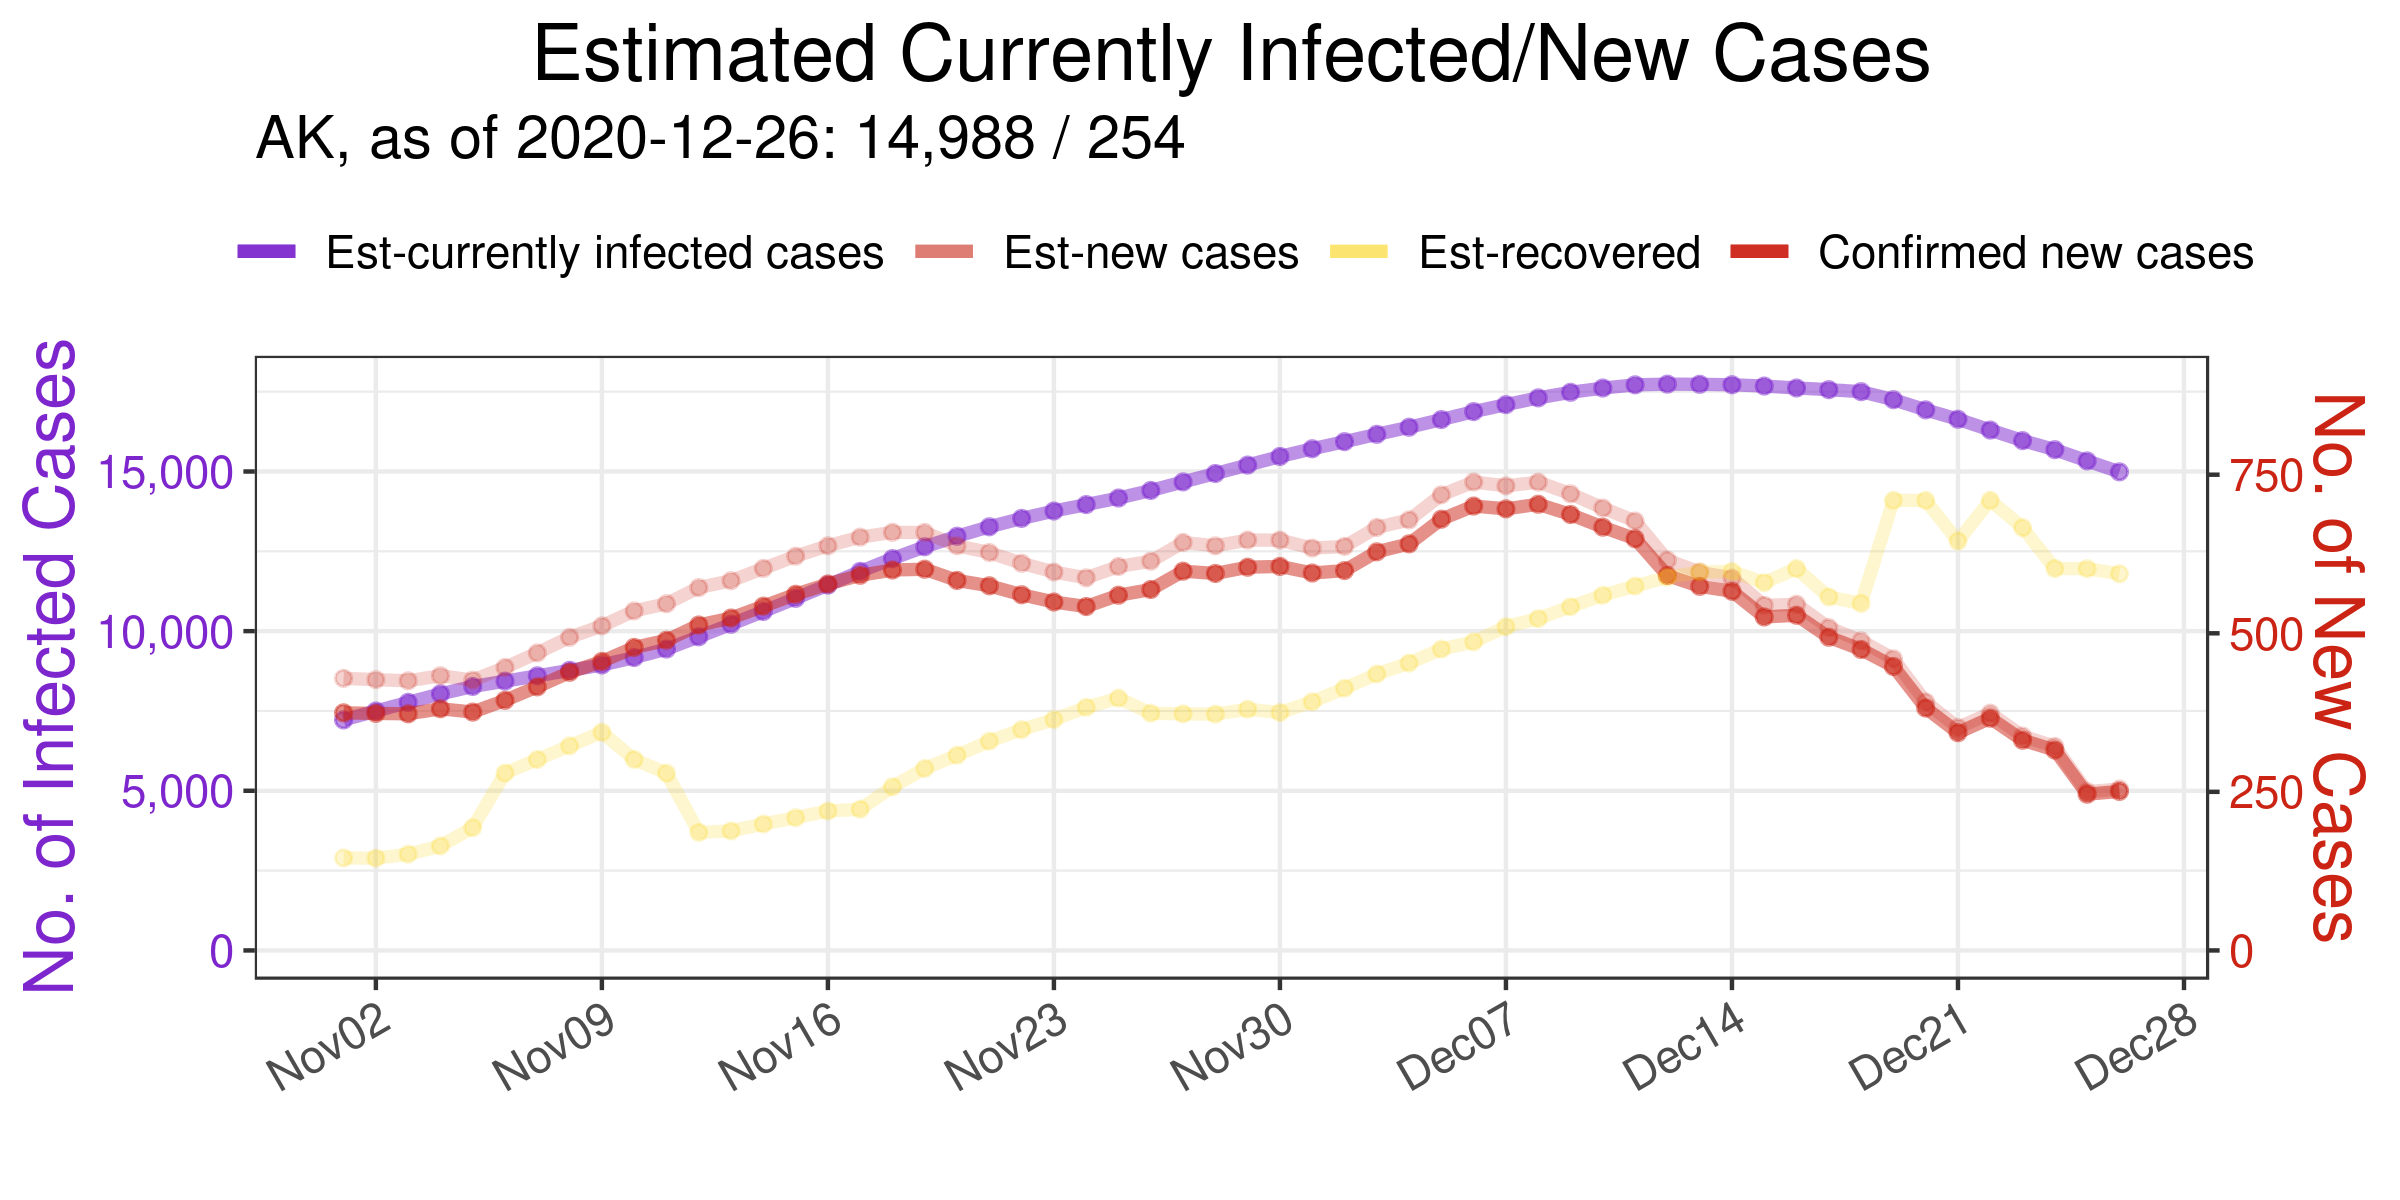 Estimated Currently Infected/New Cases
AK, as of 2020-12-26: 14,988 / 254
Est-currently infected cases Est-new cases Est-recovered Confirmed new cases
No. of Infected Cases
15,000
10,000
5,000
0
750
500
250
0
No. of New Cases
Nov02 Nov09 Nov16 Nov23 Nov30 Dec07 Dec14 Dec21 Dec28